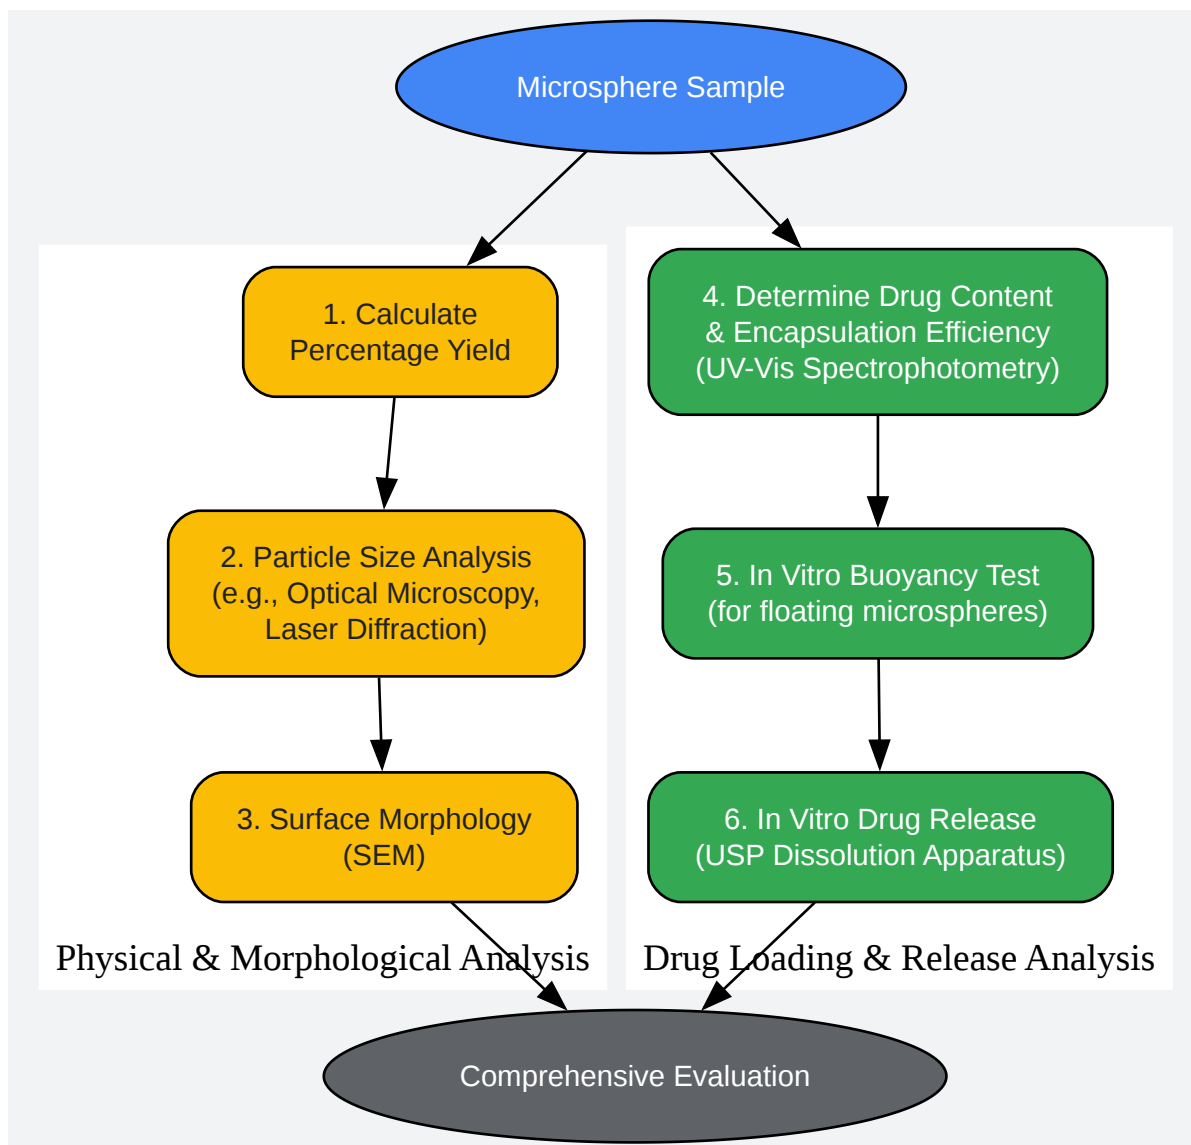 Microsphere Sample
1. Calculate
Percentage Yield
2. Particle Size Analysis
(e.g., Optical Microscopy,
Laser Diffraction)
3. Surface Morphology
(SEM)
Physical & Morphological Analysis
4. Determine Drug Content
& Encapsulation Efficiency
(UV-Vis Spectrophotometry)
5. In Vitro Buoyancy Test
(for floating microspheres)
6. In Vitro Drug Release
(USP Dissolution Apparatus)
Drug Loading & Release Analysis
Comprehensive Evaluation